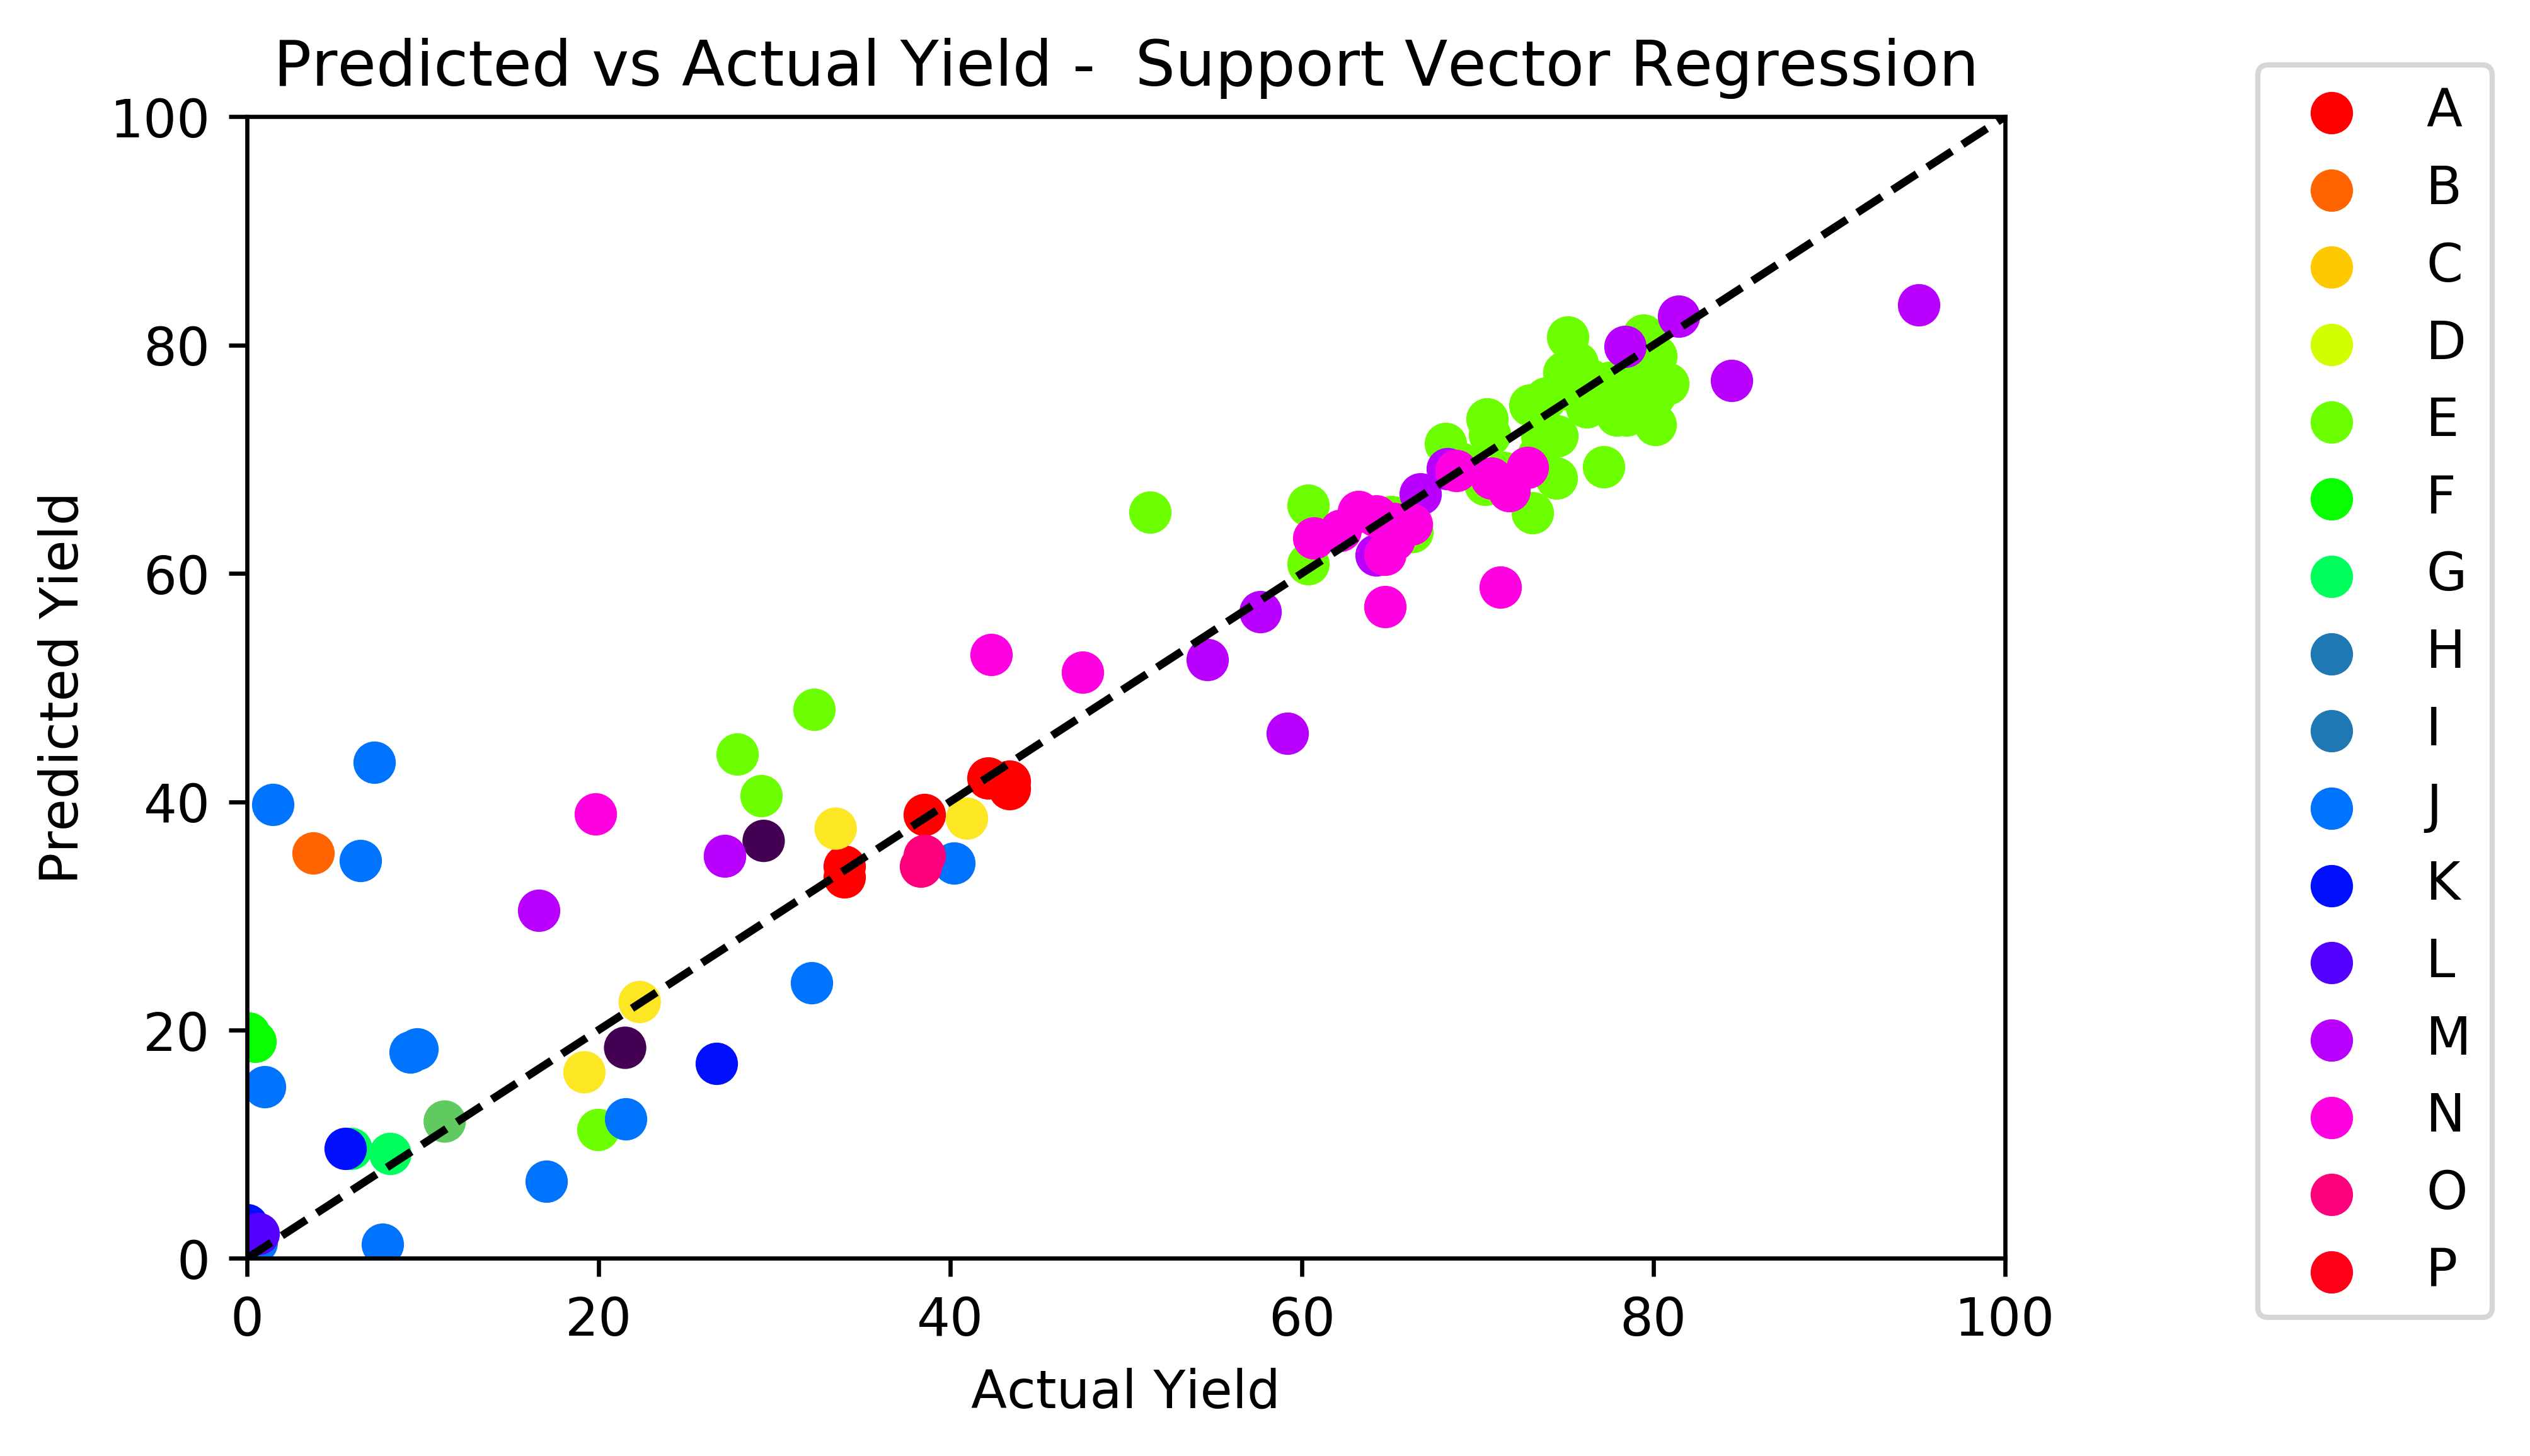 Predicted vs Actual Yield -  Support Vector Regression
100
80
60
40
20
0
Predicted Yield
0 20 40 60 80 100
Actual Yield
A
B
C
D
E
F
G
H
I
J
K
L
M
N
O
P